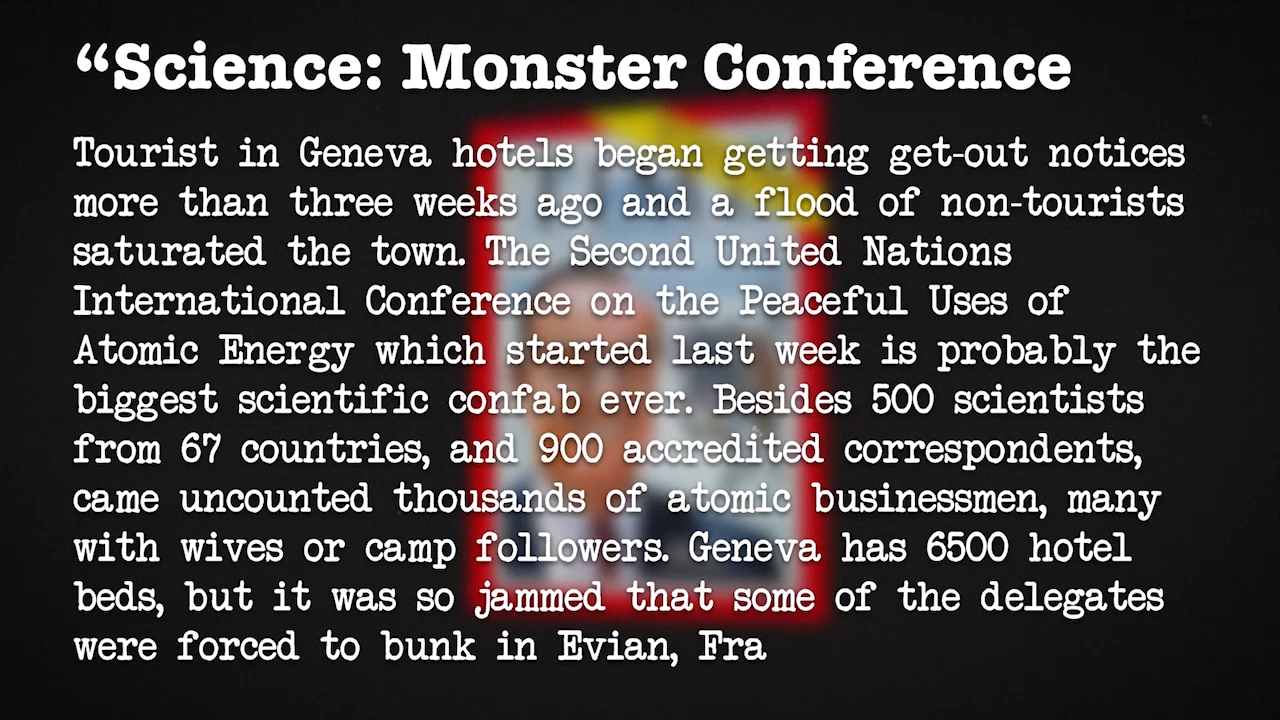 “Science: Monster Conference
Tourist in Geneva hotels began getting get-out notices
more than three weeks ago and a flood of non-tourists
saturated the town. The Second United Nations
International Conference on the Peaceful Uses of
Atomic Energy which started last week is probably the
biggest scientific confab ever. Besides 500 scientists
from 67 countries, and 900 accredited correspondents,
came uncounted thousands of atomic businessmen, many
with wives or camp followers. Geneva has 6500 hotel
beds, but it was so jammed that some of the delegates
were forced to bunk in Evian, Fra